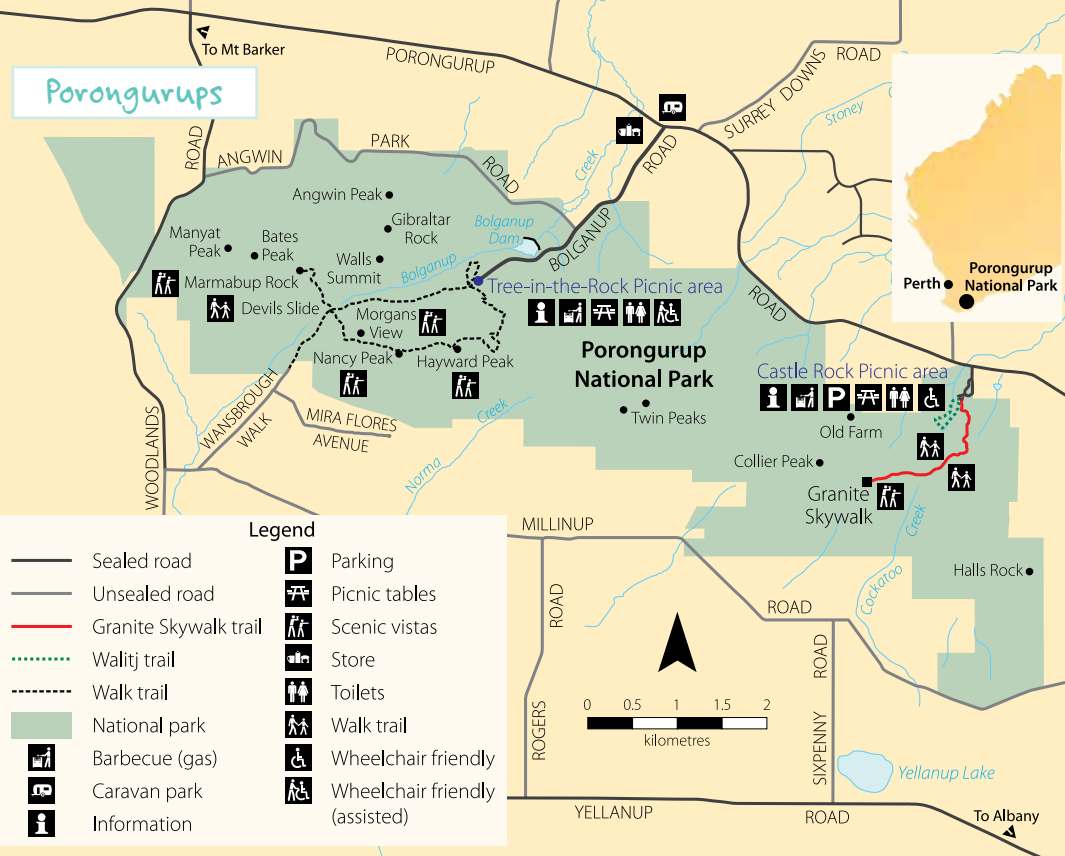 To Mt Barker
PORONGURUP
ROAD
SURREY DOWNS
Porongurups
Stoney
ROAD
ANGWIN
PARK
ROAD
Creek
ROAD
Angwin Peak
Gibraltar
Rock
Bolganup
Dam
BOLGANUP
Manyat
Peak
Bates
Peak
Walls
Summit
Bolganup
Marmabup Rock
Devils Slide
Tree-in-the-Rock Picnic area
Morgans
View
Nancy Peak
Hayward Peak
Porongurup
National Park
ROAD
Perth
Porongurup
National Park
Castle Rock Picnic area
P
Twin Peaks
Old Farm
WANSBROUGH
WALK
MIRA FLORES
AVENUE
Creek
Norma
WOODLANDS
Collier Peak
Granite
Skywalk
Creek
Cockatoo
Halls Rock
MILLINUP
ROAD
ROAD
ROGERS
ROAD
SIXPENNY
0 0.5 1 1.5 2
kilometres
Yellanup Lake
YELLANUP
ROAD
To Albany
Legend
Sealed road
Unsealed road
Granite Skywalk trail
Walitj trail
Walk trail
National park
Barbecue (gas)
Caravan park
Information
P Parking
Picnic tables
Scenic vistas
Store
Toilets
Walk trail
Wheelchair friendly
Wheelchair friendly
(assisted)